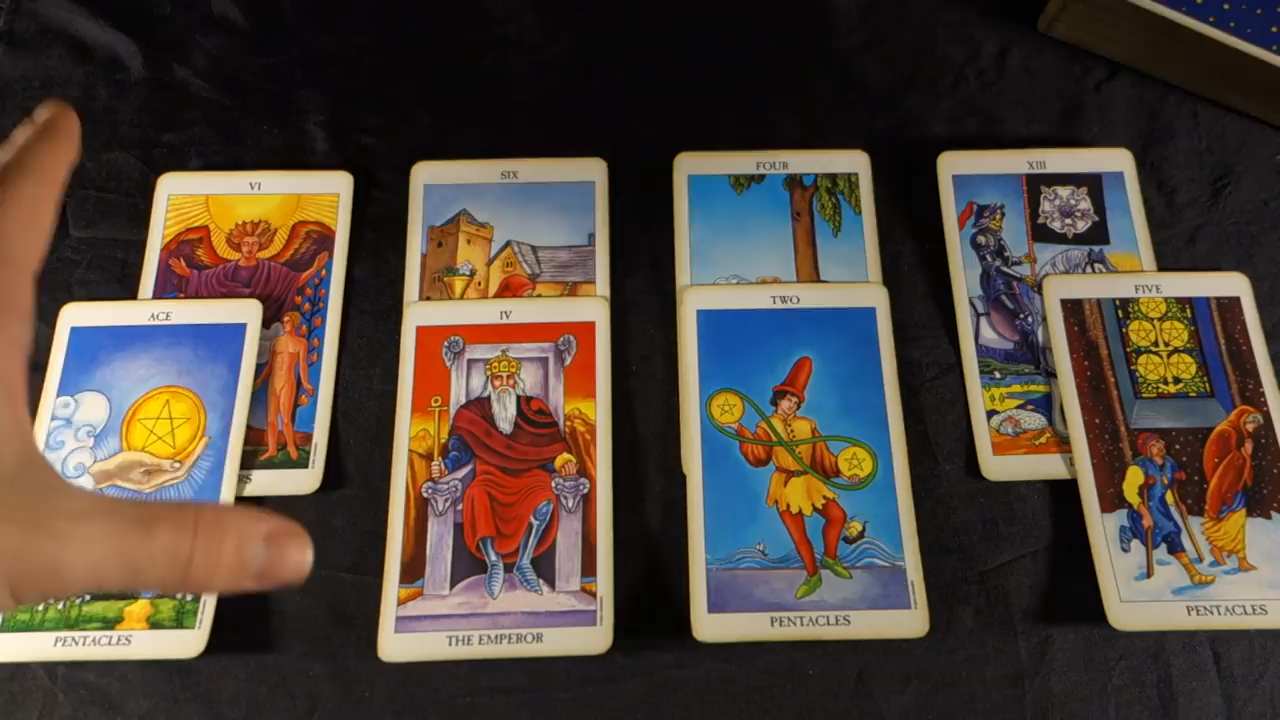 VI
SIX
FOUR
XIII
ACE
PENTACLES
IV
THE EMPEROR
TWO
PENTACLES
FIVE
PENTACLES